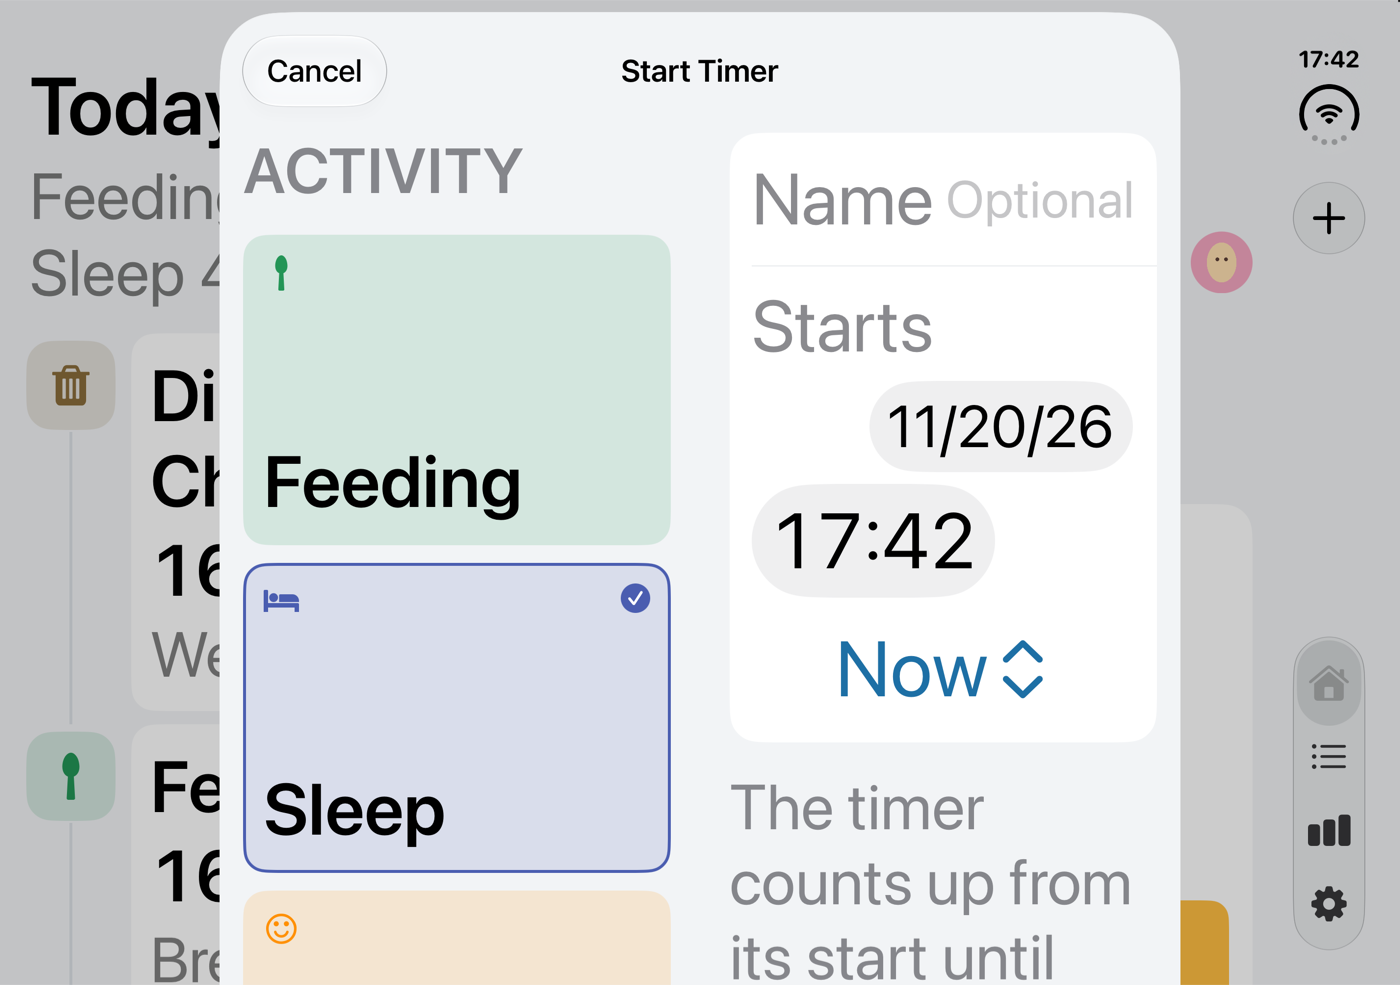 Today
Feeding
Sleep 4
Di
Ch
16
We
Fe
16
Bre
Cancel
Start Timer
ACTIVITY
Feeding
Sleep
Name Optional
Starts
11/20/26
17:42
Now
The timer
counts up from
its start until
17:42